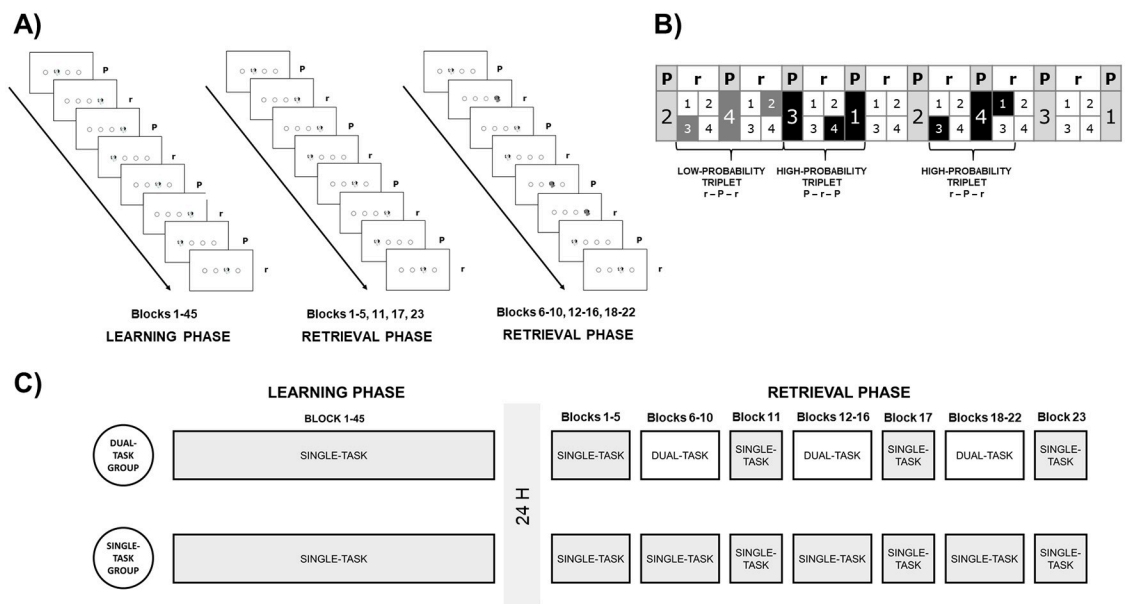 A)
P
r
P
r
P
r
P
r
Blocks 1-45
LEARNING PHASE
P
r
P
r
P
r
P
r
Blocks 1-5, 11, 17, 23
RETRIEVAL PHASE
P
r
P
r
P
r
P
r
Blocks 6-10, 12-16, 18-22
RETRIEVAL PHASE
B)
P r P r P r P r P r P r P
2 1 2 4 1 2 3 1 2 1 1 2 2 1 2 4 1 2 3 1 2 1
3 4 3 4 3 4 3 4 3 4 3 4 3 4
LOW-PROBABILITY
TRIPLET
r – P – r
HIGH-PROBABILITY
TRIPLET
P – r – P
HIGH-PROBABILITY
TRIPLET
r – P – r
C)
LEARNING PHASE
RETRIEVAL PHASE
BLOCK 1-45
Blocks 1-5 Blocks 6-10 Block 11 Blocks 12-16 Block 17 Blocks 18-22 Block 23
DUAL-
TASK
GROUP
SINGLE-TASK
24 H
SINGLE-TASK
DUAL-TASK
SINGLE-
TASK
DUAL-TASK
SINGLE-
TASK
DUAL-TASK
SINGLE-
TASK
SINGLE-
TASK
GROUP
SINGLE-TASK
SINGLE-TASK
SINGLE-TASK
SINGLE-
TASK
SINGLE-TASK
SINGLE-
TASK
SINGLE-TASK
SINGLE-
TASK